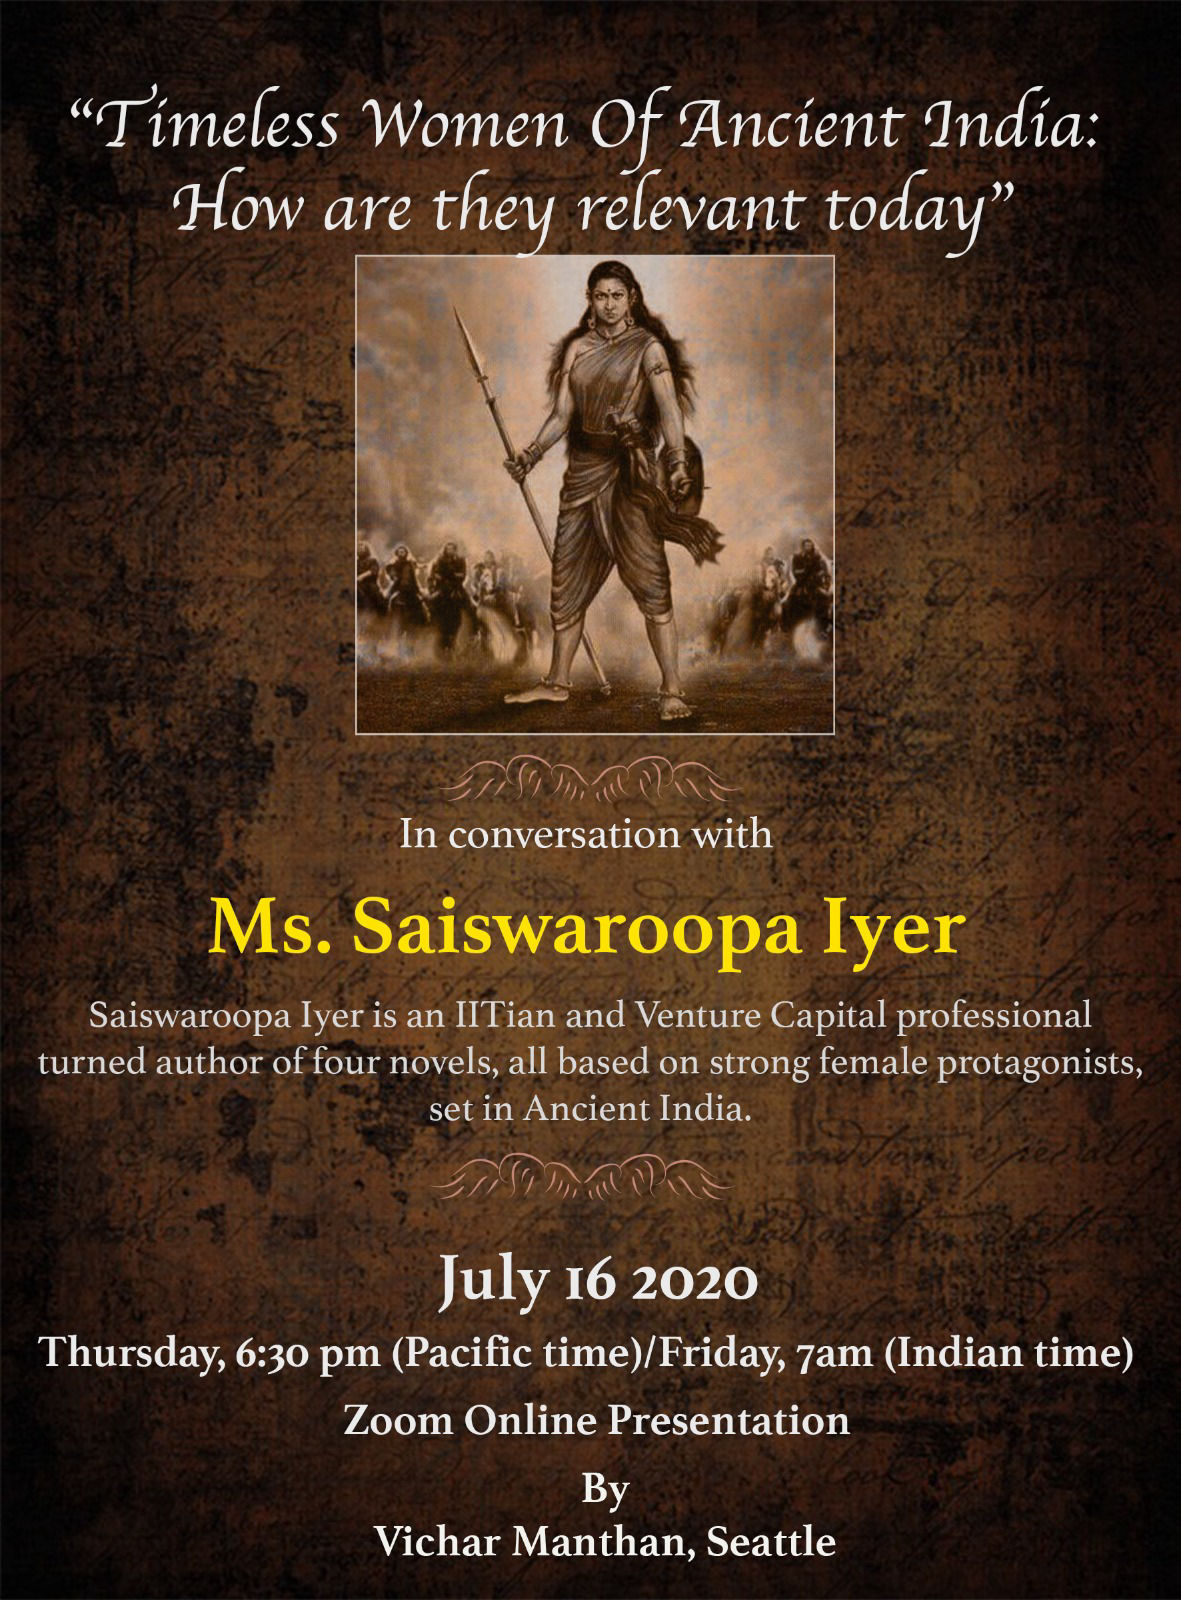 “Timeless Women Of Ancient India:
How are they relevant today”
In conversation with
Ms. Saiswaroopa Iyer
Saiswaroopa Iyer is an IITian and Venture Capital professional
turned author of four novels, all based on strong female protagonists,
set in Ancient India.
July 16 2020
Thursday, 6:30 pm (Pacific time)/Friday, 7am (Indian time)
Zoom Online Presentation
By
Vichar Manthan, Seattle